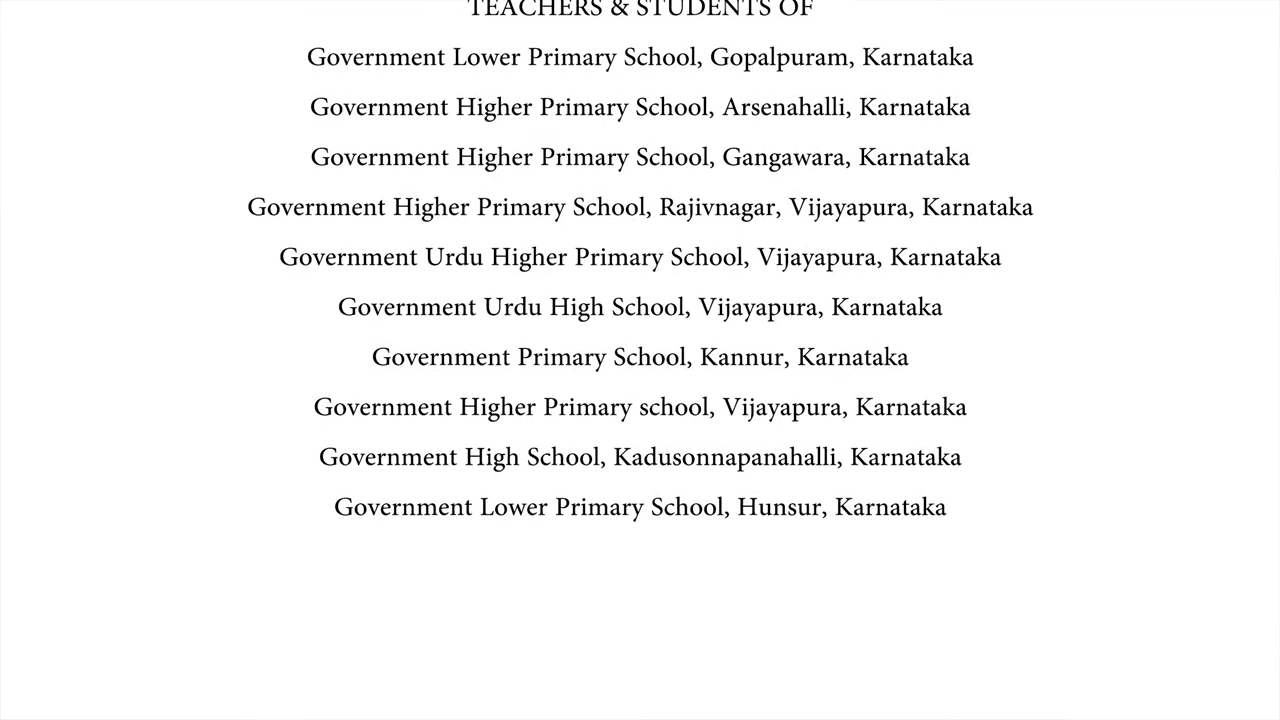 TEACHERS & STUDENTS OF
Government Lower Primary School, Gopalpuram, Karnataka
Government Higher Primary School, Arsenahalli, Karnataka
Government Higher Primary School, Gangawara, Karnataka
Government Higher Primary School, Rajivnagar, Vijayapura, Karnataka
Government Urdu Higher Primary School, Vijayapura, Karnataka
Government Urdu High School, Vijayapura, Karnataka
Government Primary School, Kannur, Karnataka
Government Higher Primary school, Vijayapura, Karnataka
Government High School, Kadusonnapanahalli, Karnataka
Government Lower Primary School, Hunsur, Karnataka